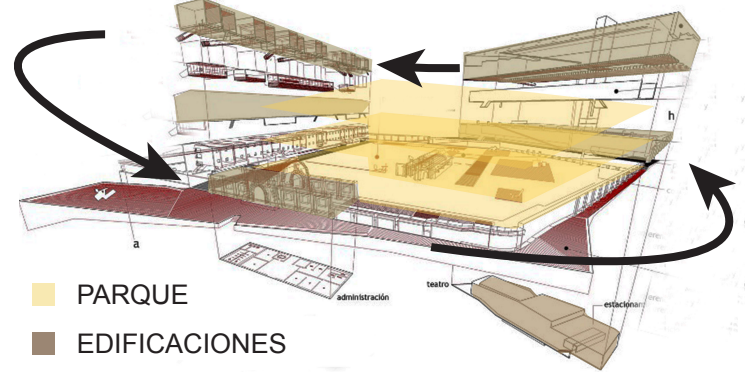 h
a
administración
teatro
PARQUE
EDIFICACIONES